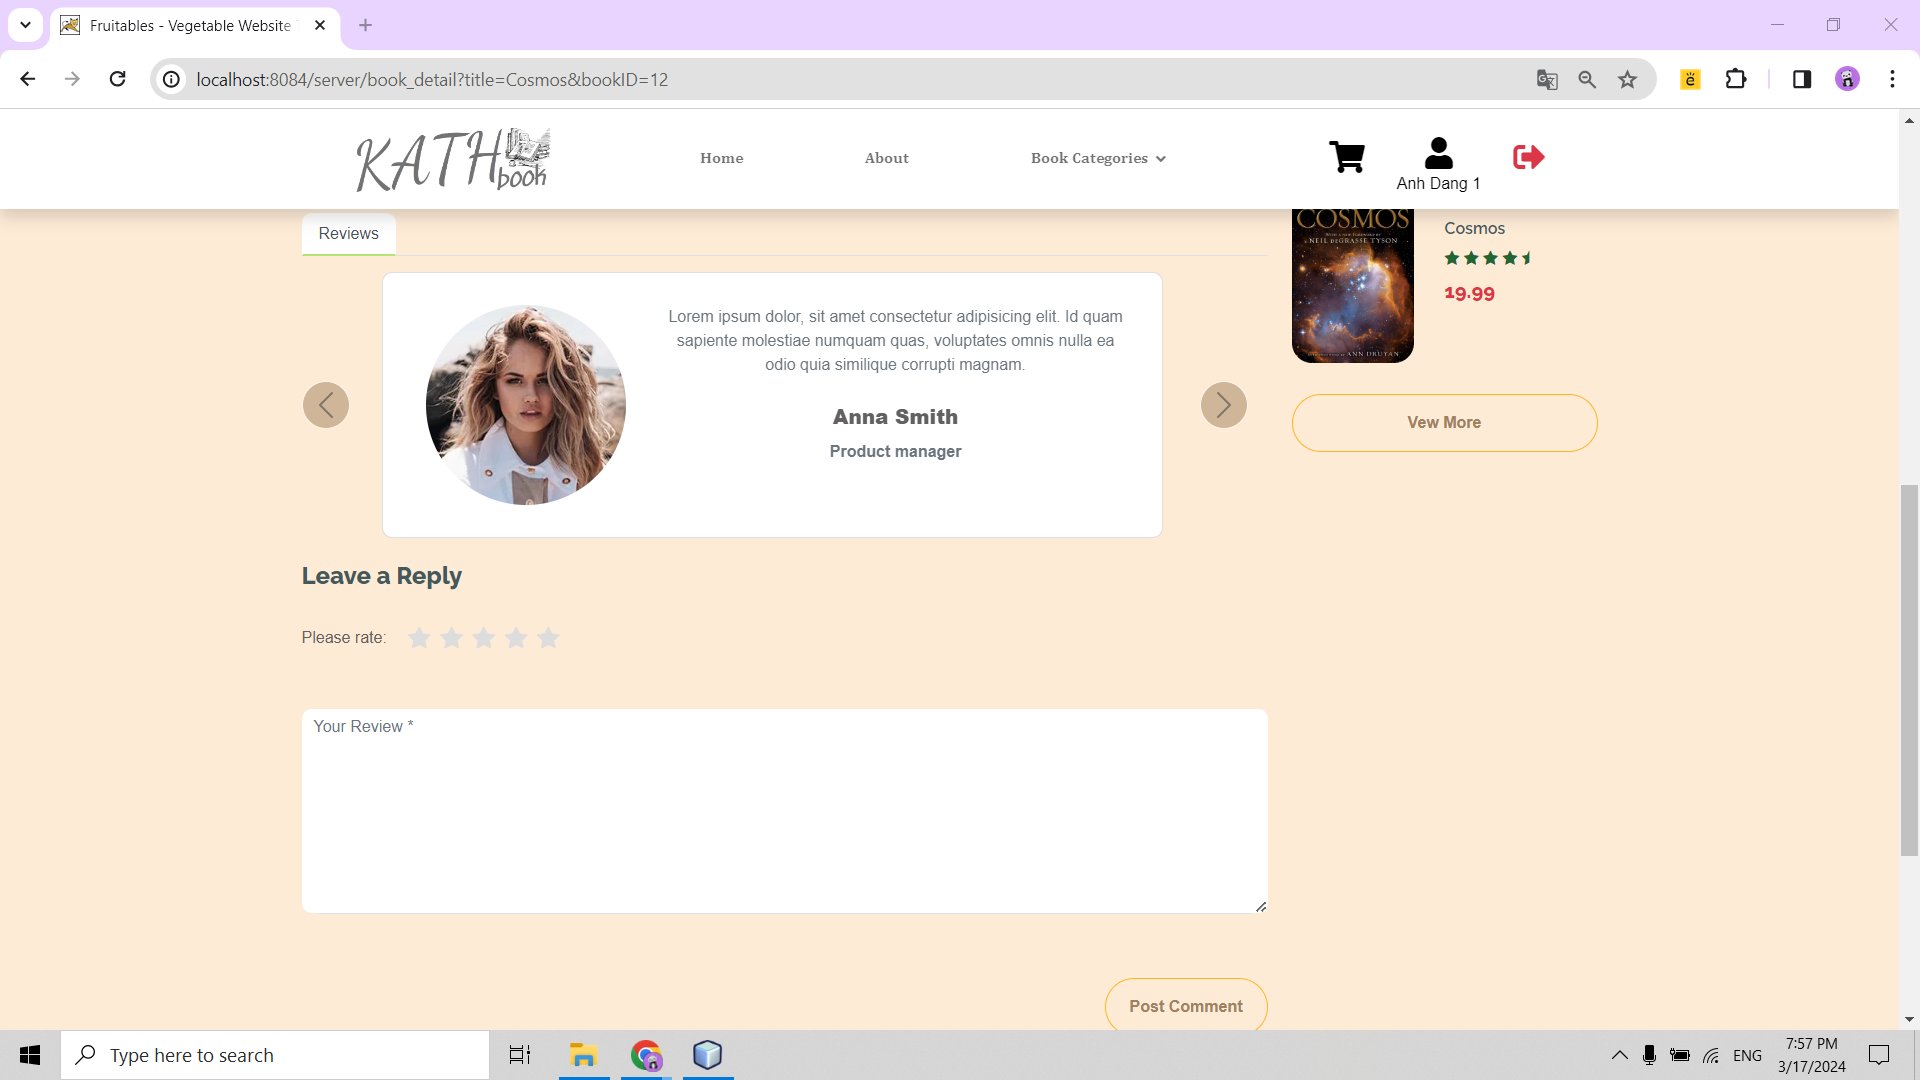 Fruitables - Vegetable Website
localhost:8084/server/book_detail?title=Cosmos&bookID=12
KATH book
Home
About
Book Categories
Anh Dang 1
Reviews
Lorem ipsum dolor, sit amet consectetur adipisicing elit. Id quam
sapiente molestiae numquam quas, voluptates omnis nulla ea
odio quia similique corrupti magnam.
Anna Smith
Product manager
COSMOS
WITH A NEW FOREWORD BY
NEIL DEGRASSE TYSON
ANN DRUYAN
Cosmos
19.99
Vew More
Leave a Reply
Please rate:
Your Review *
Post Comment
Type here to search
ENG
7:57 PM
3/17/2024